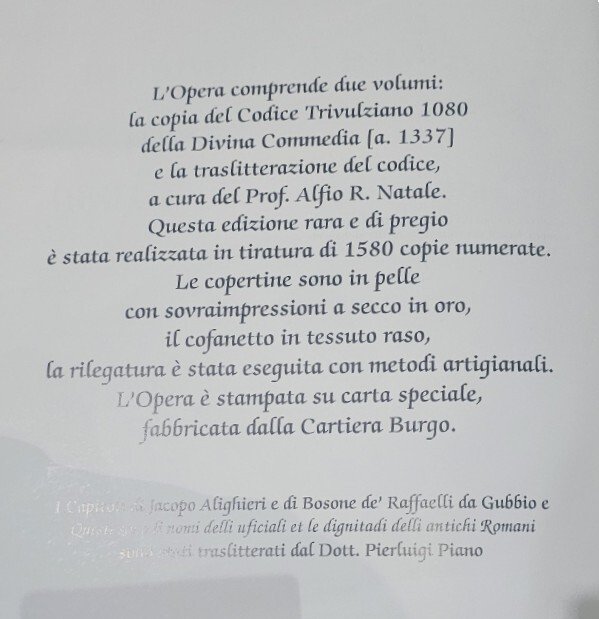 L'Opera comprende due volumi:
la copia del Codice Trivulziano 1080
della Divina Commedia [a. 1337]
e la traslitterazione del codice,
a cura del Prof. Alfio R. Natale.
Questa edizione rara e di pregio
è stata realizzata in tiratura di 1580 copie numerate.
Le copertine sono in pelle
con sovraimpressioni a secco in oro,
il cofanetto in tessuto raso,
la rilegatura è stata eseguita con metodi artigianali.
L'Opera è stampata su carta speciale,
fabbricata dalla Cartiera Burgo.
I Capitoli di Jacopo Alighieri e di Bosone de' Raffaelli da Gubbio e
nomi delli uficiali et le dignitadi delli antichi Romani
traslitterati dal Dott. Pierluigi Piano